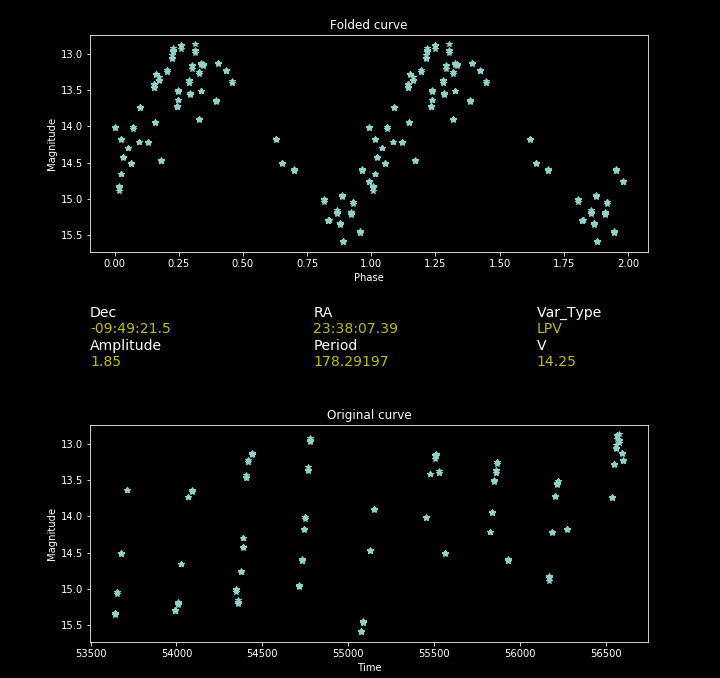 Folded curve
13.0
13.5
14.0
14.5
15.0
15.5
Magnitude
0.00 0.25 0.50 0.75 1.00 1.25 1.50 1.75 2.00
Phase
Dec RA Var_Type
-09:49:21.5 23:38:07.39 LPV
Amplitude Period V
1.85 178.29197 14.25
Original curve
13.0
13.5
14.0
14.5
15.0
15.5
Magnitude
53500 54000 54500 55000 55500 56000 56500
Time